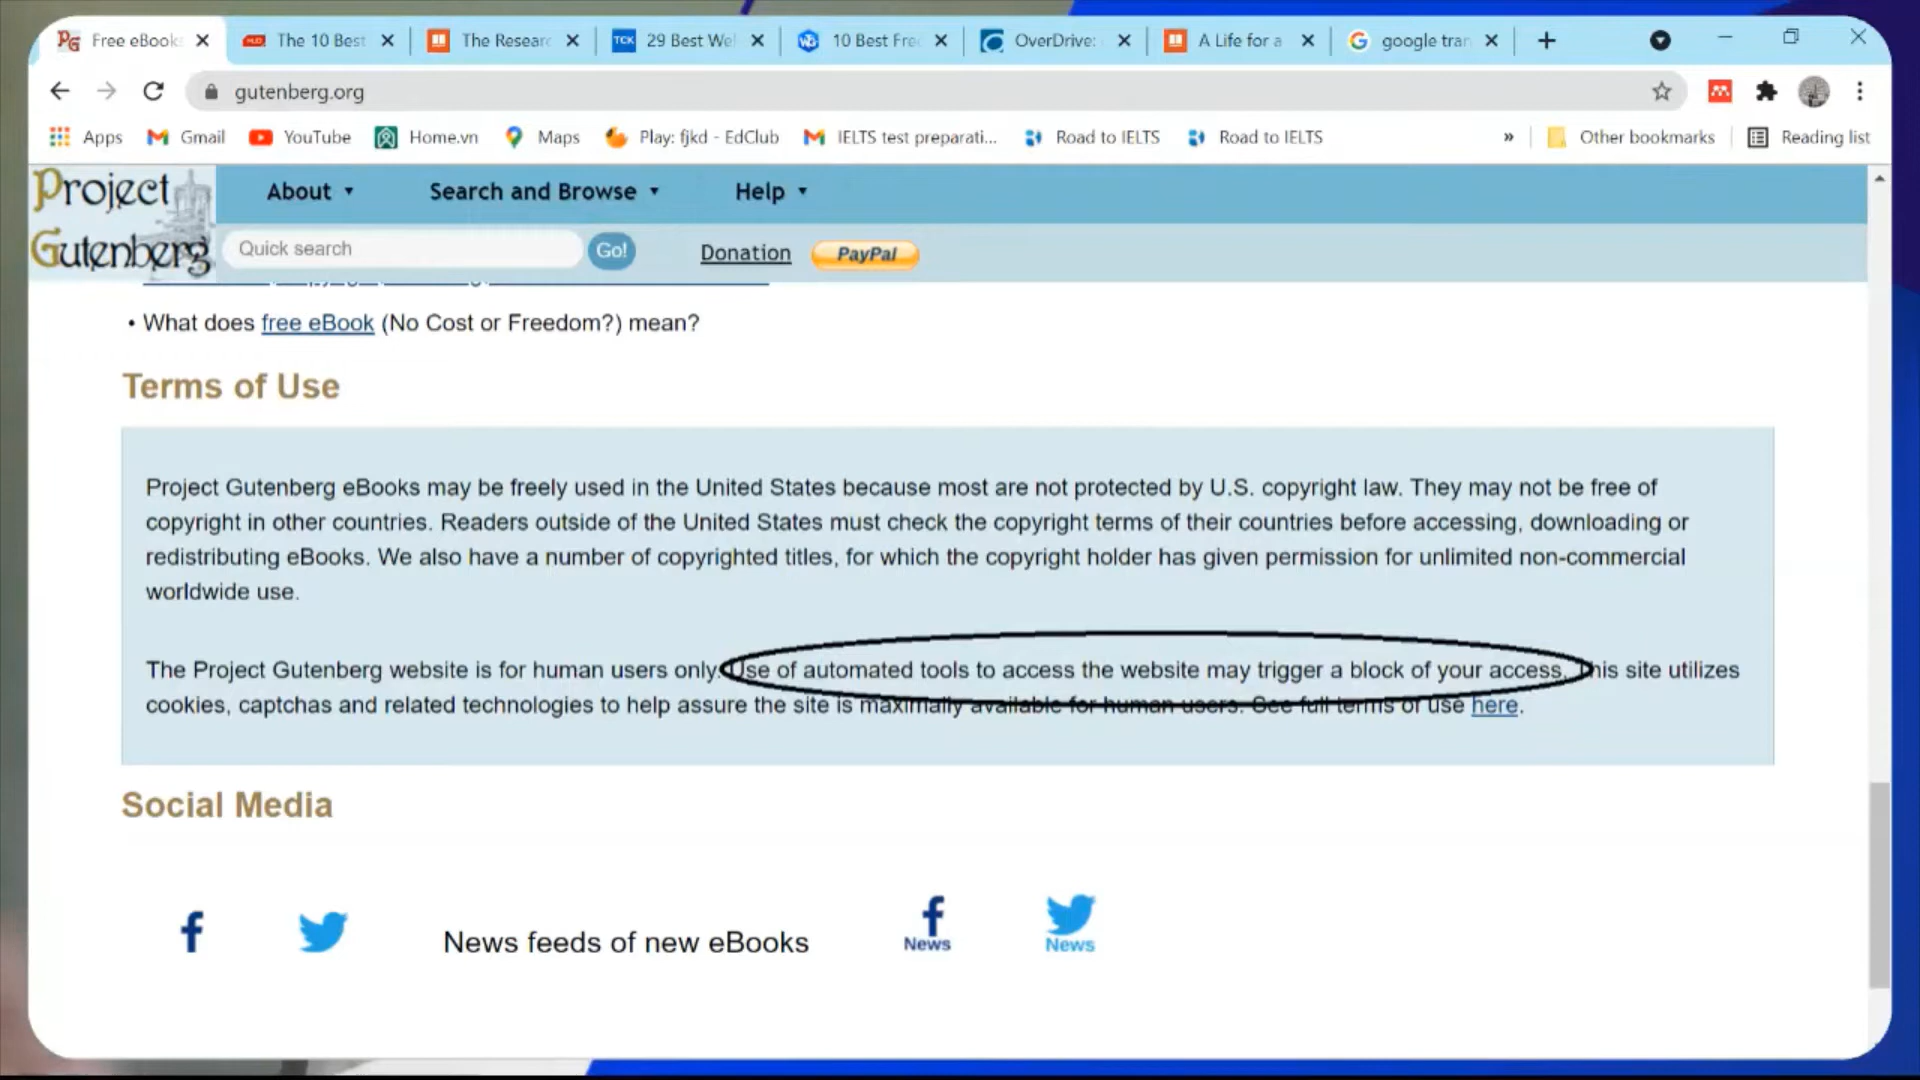 Free eBooks
The 10 Best
The Resear
29 Best We
10 Best Fre
OverDrive:
A Life for a
google tran
gutenberg.org
Apps
Gmail
YouTube
Home.vn
Maps
Play: fjkd - EdClub
IELTS test preparati...
Road to IELTS
Road to IELTS
»
Other bookmarks
Reading list
Project
Gutenberg
About
Search and Browse
Help
Quick search
Go!
Donation
PayPal
• What does free eBook (No Cost or Freedom?) mean?
Terms of Use
Project Gutenberg eBooks may be freely used in the United States because most are not protected by U.S. copyright law. They may not be free of
copyright in other countries. Readers outside of the United States must check the copyright terms of their countries before accessing, downloading or
redistributing eBooks. We also have a number of copyrighted titles, for which the copyright holder has given permission for unlimited non-commercial
worldwide use.
The Project Gutenberg website is for human users only. Use of automated tools to access the website may trigger a block of your access. This site utilizes
cookies, captchas and related technologies to help assure the site is maximally available for human users. See full terms of use here.
Social Media
News feeds of new eBooks
News
News